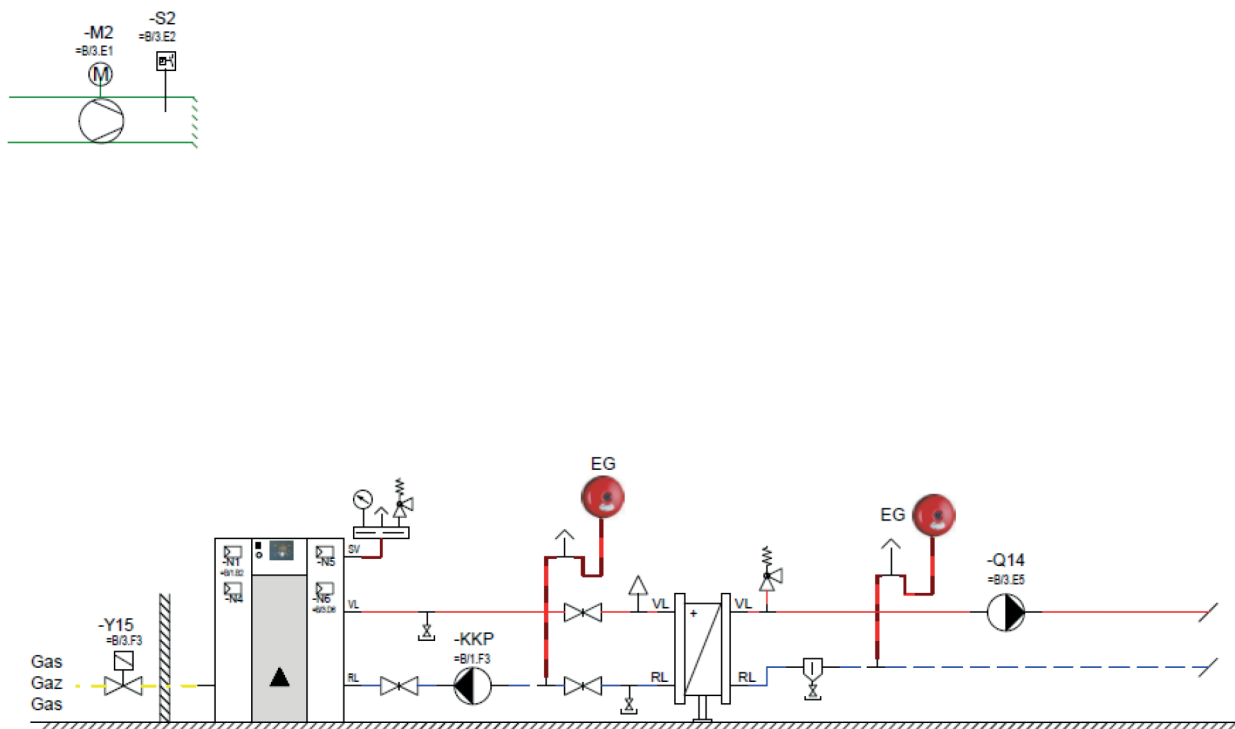 -S2
=B/3.E2
-M2
=B/3.E1
M
EG
EG
-Q14
=B/3.E5
SV
-N1
=B/1.B2
-N5
-N4
-N6
=B/3.D6
VL
VL
VL
+
-Y15
=B/3.F3
-KKP
=B/1.F3
Gas
Gaz
Gas
RL
RL
RL